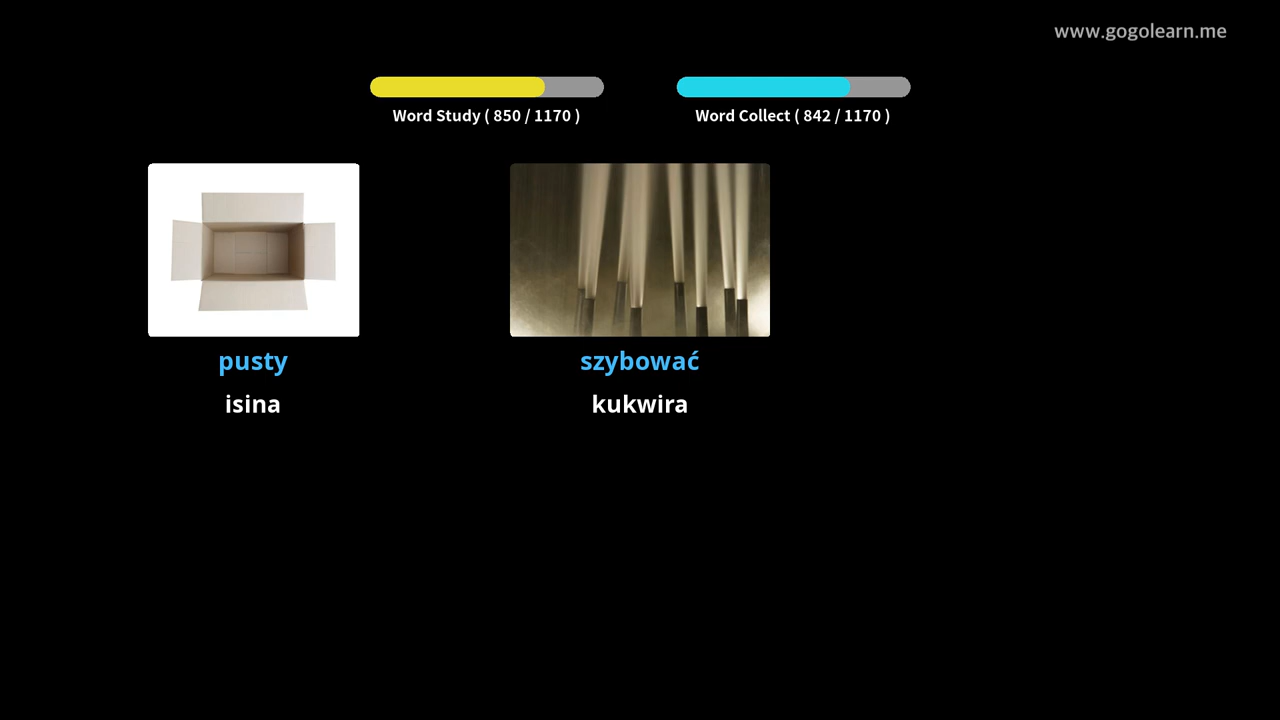 www.gogolearn.me
Word Study ( 850 / 1170 )
Word Collect ( 842 / 1170 )
pusty
isina
szybować
kukwira